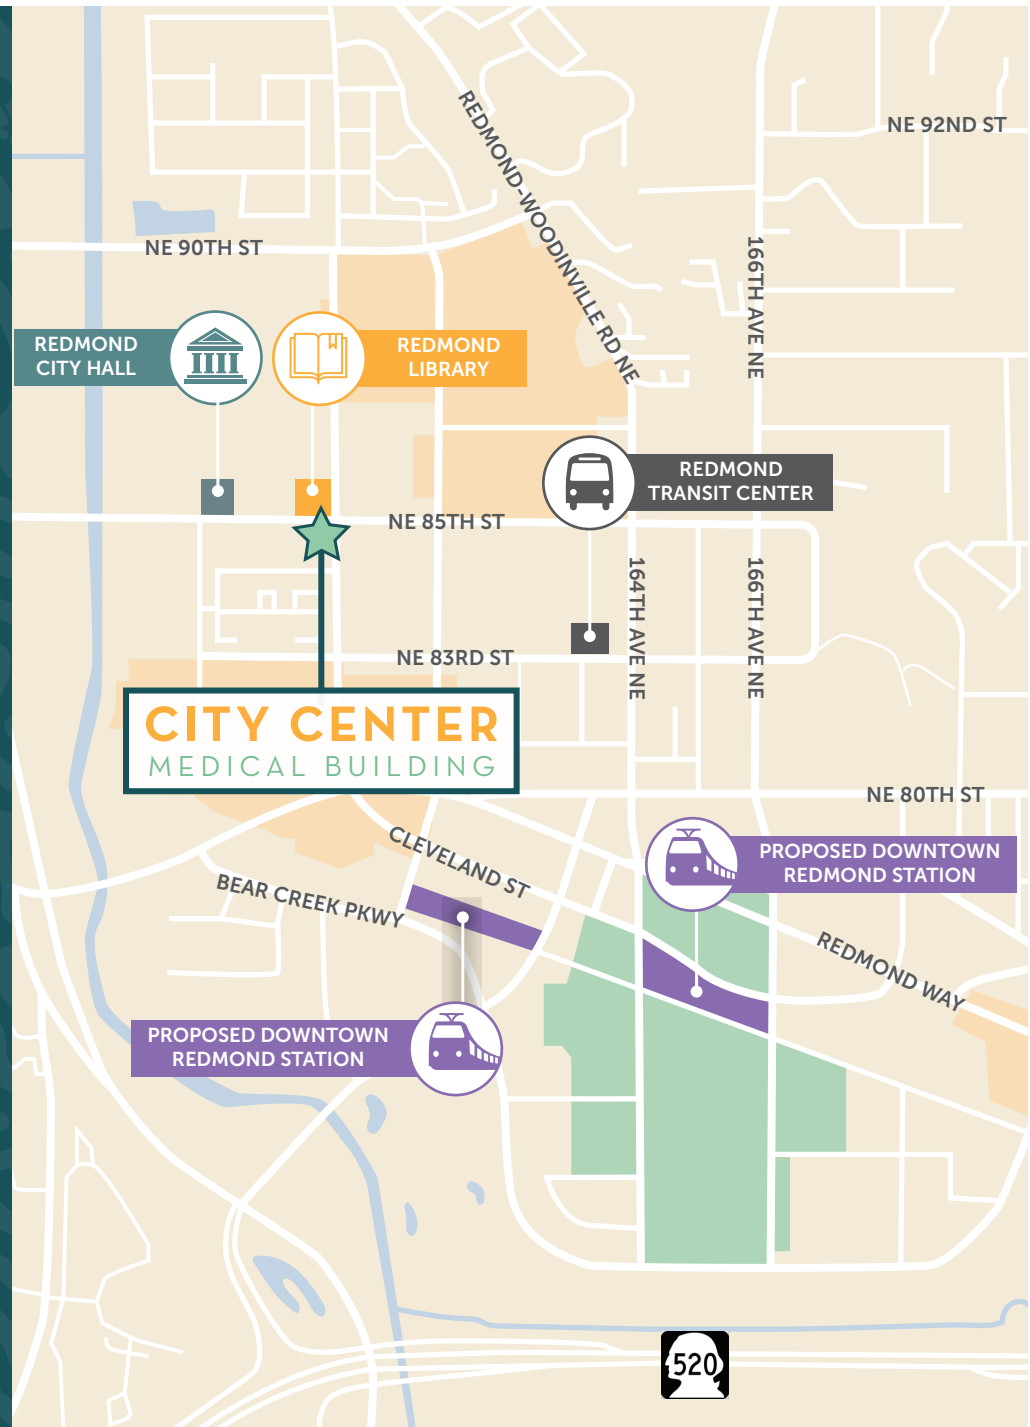 NE 92ND ST
REDMOND-WOODINVILLE RD NE
NE 90TH ST
166TH AVE NE
REDMOND
CITY HALL
REDMOND
LIBRARY
REDMOND
TRANSIT CENTER
NE 85TH ST
164TH AVE NE
166TH AVE NE
NE 83RD ST
CITY CENTER
MEDICAL BUILDING
NE 80TH ST
CLEVELAND ST
PROPOSED DOWNTOWN
REDMOND STATION
BEAR CREEK PKWY
REDMOND WAY
PROPOSED DOWNTOWN
REDMOND STATION
520